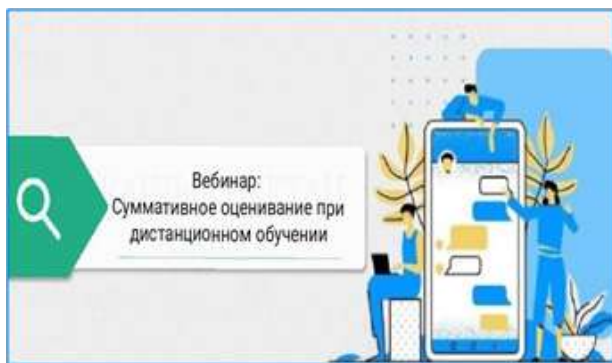 Вебинар:
Суммативное оценивание при
дистанционном обучении